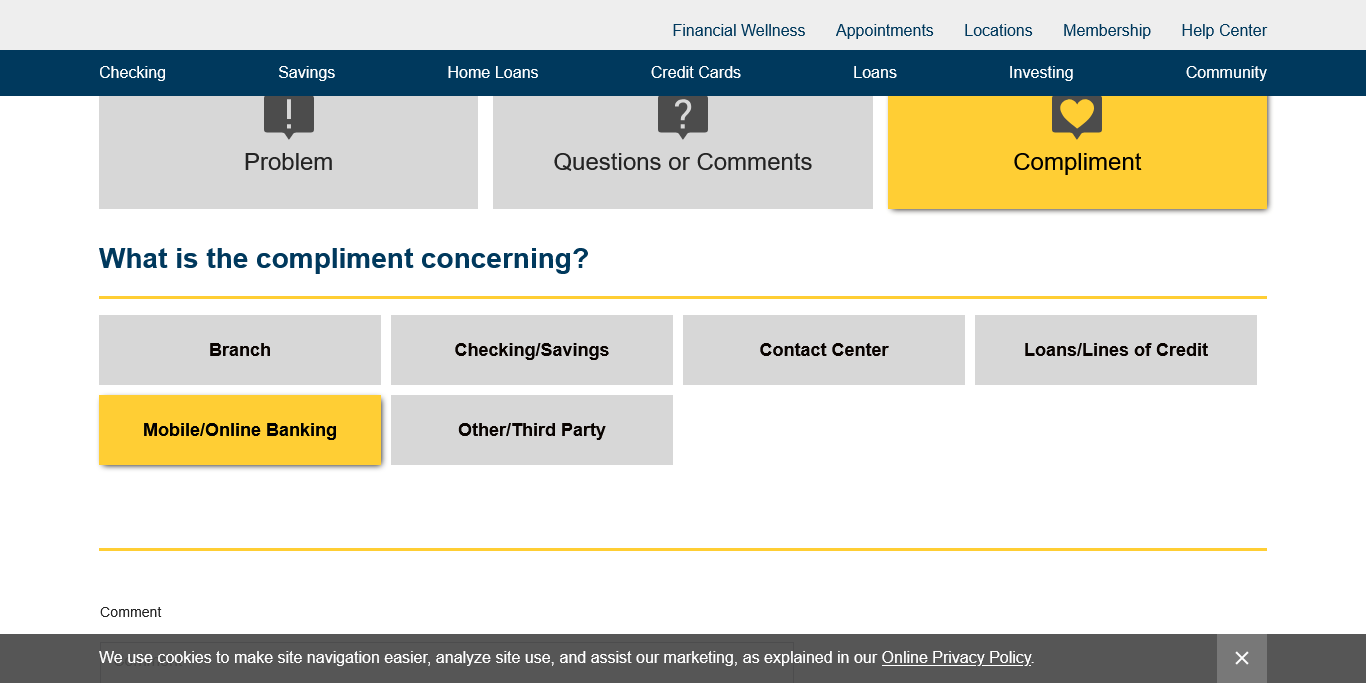 Financial Wellness Appointments Locations Membership Help Center
Checking Savings Home Loans Credit Cards Loans Investing Community
Problem Questions or Comments Compliment
What is the compliment concerning?
Branch Checking/Savings Contact Center Loans/Lines of Credit
Mobile/Online Banking Other/Third Party
Comment
We use cookies to make site navigation easier, analyze site use, and assist our marketing, as explained in our Online Privacy Policy.